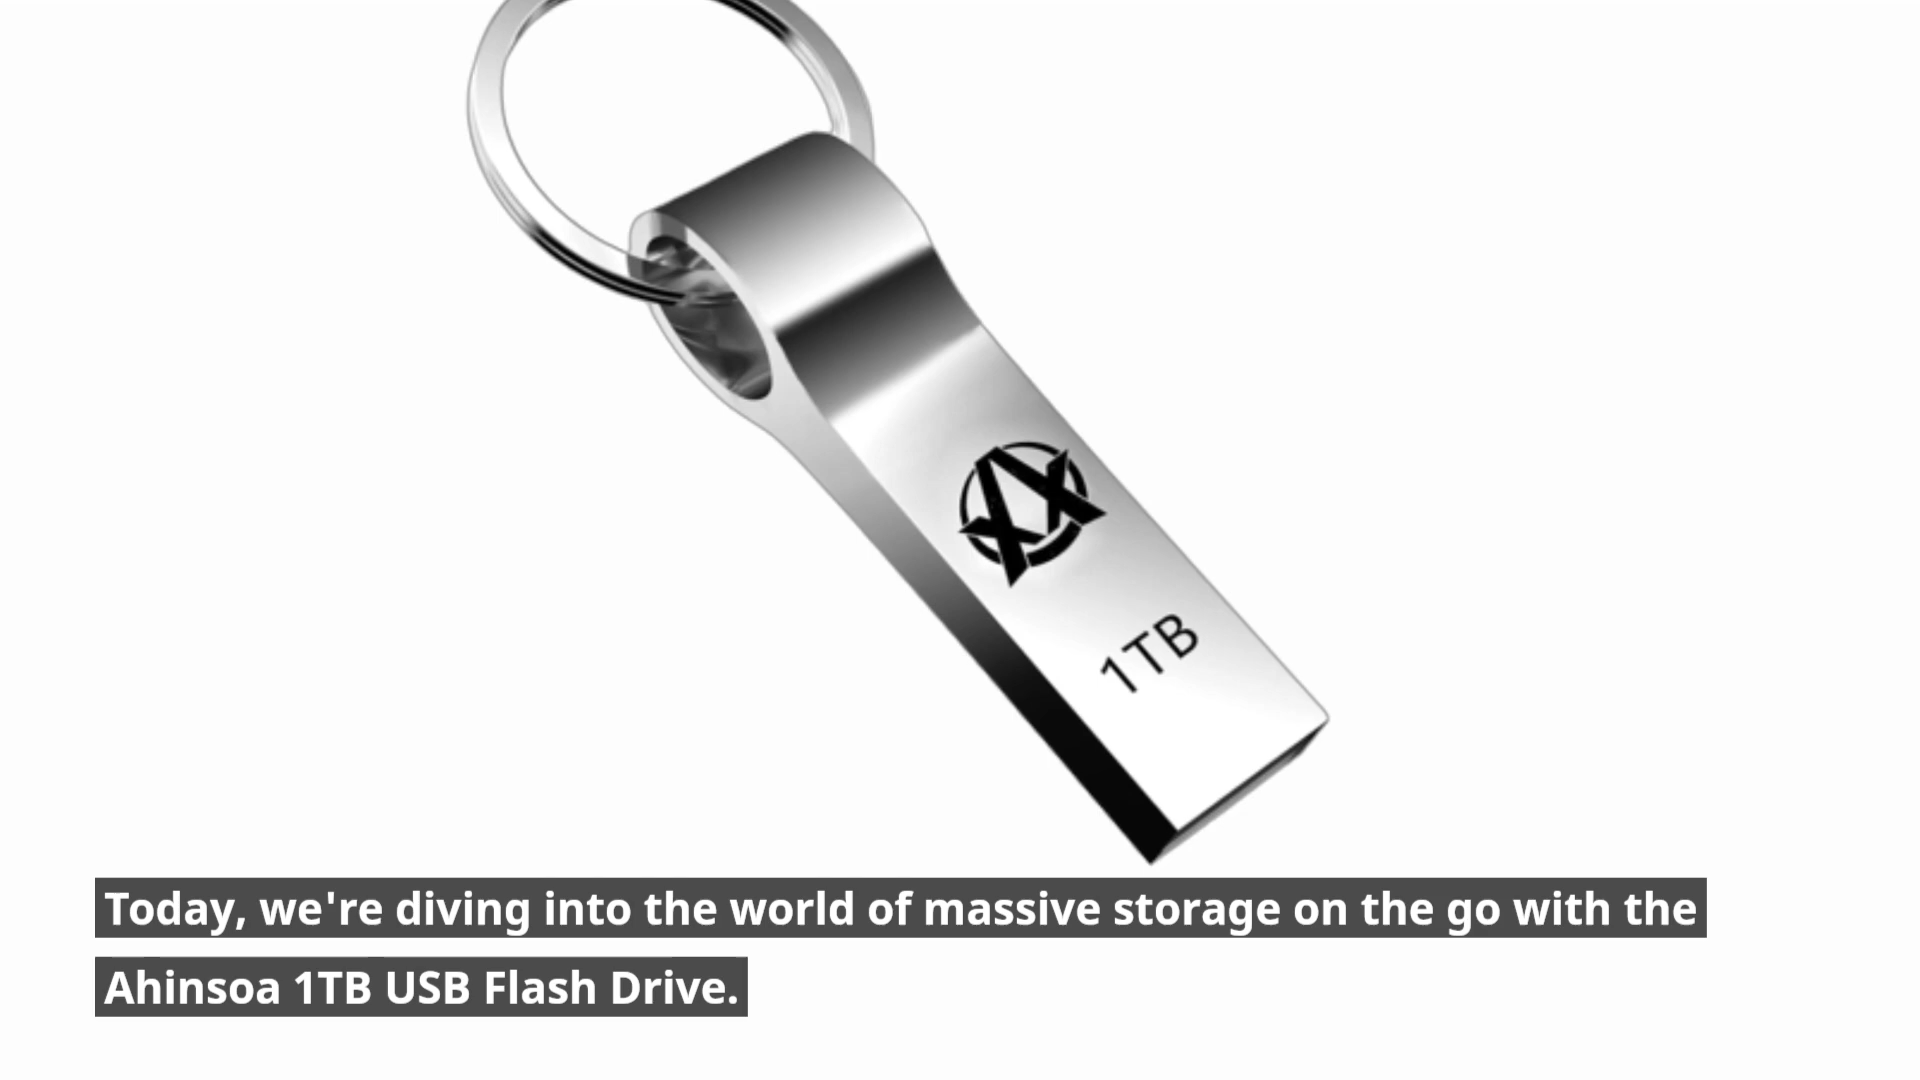 1TB
Today, we're diving into the world of massive storage on the go with the
Ahinsoa 1TB USB Flash Drive.